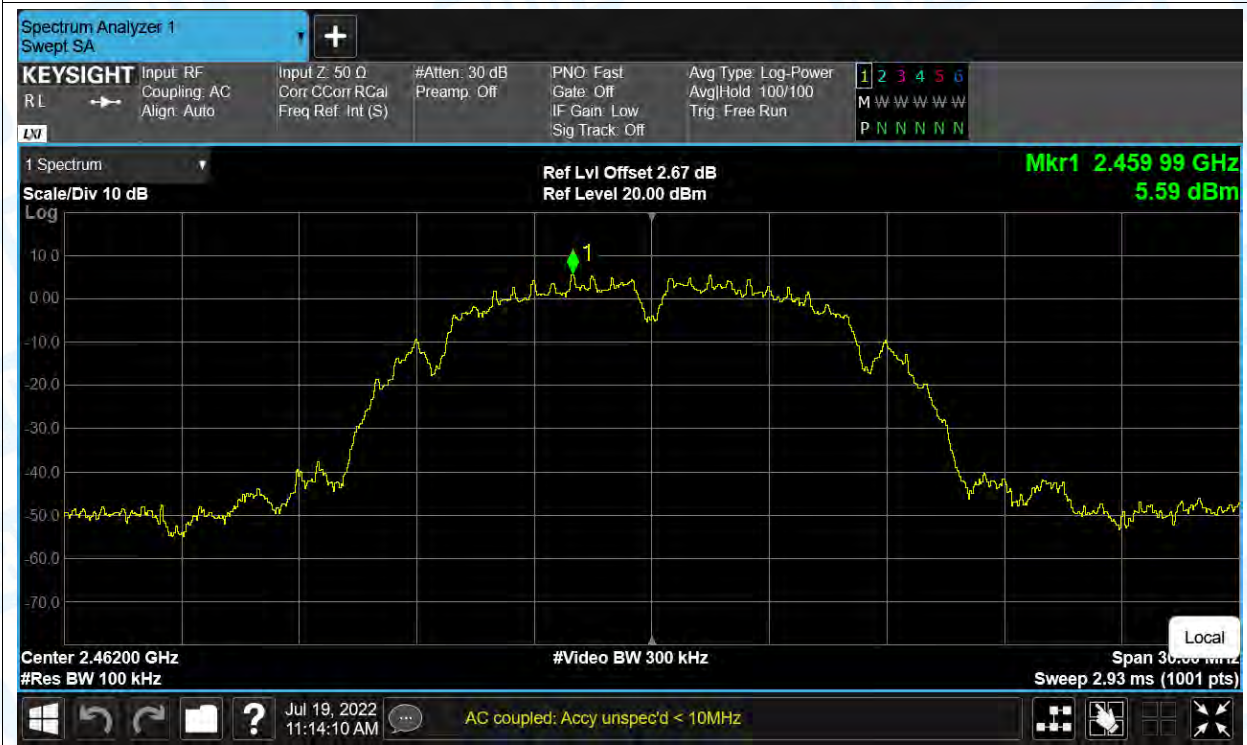 Spectrum Analyzer 1
Swept SA
+
KEYSIGHT Input: RF Input Z: 50 Ω #Atten: 30 dB PNO: Fast Avg Type: Log-Power 1 2 3 4 5 6
R L Coupling: AC Corr CCorr RCal Preamp: Off Gate: Off Avg|Hold: 100/100 M W W W W W
Align: Auto Freq Ref: Int (S) IF Gain: Low Trig: Free Run
LXI Sig Track: Off P N N N N N
1 Spectrum
Ref Lvl Offset 2.67 dB Mkr1 2.459 99 GHz
Scale/Div 10 dB Ref Level 20.00 dBm 5.59 dBm
Log
1
10.0
0.00
-10.0
-20.0
-30.0
-40.0
-50.0
-60.0
-70.0
Local
Center 2.46200 GHz #Video BW 300 kHz Span 30.00 MHz
#Res BW 100 kHz Sweep 2.93 ms (1001 pts)
? Jul 19, 2022 AC coupled: Accy unspec'd < 10MHz
11:14:10 AM